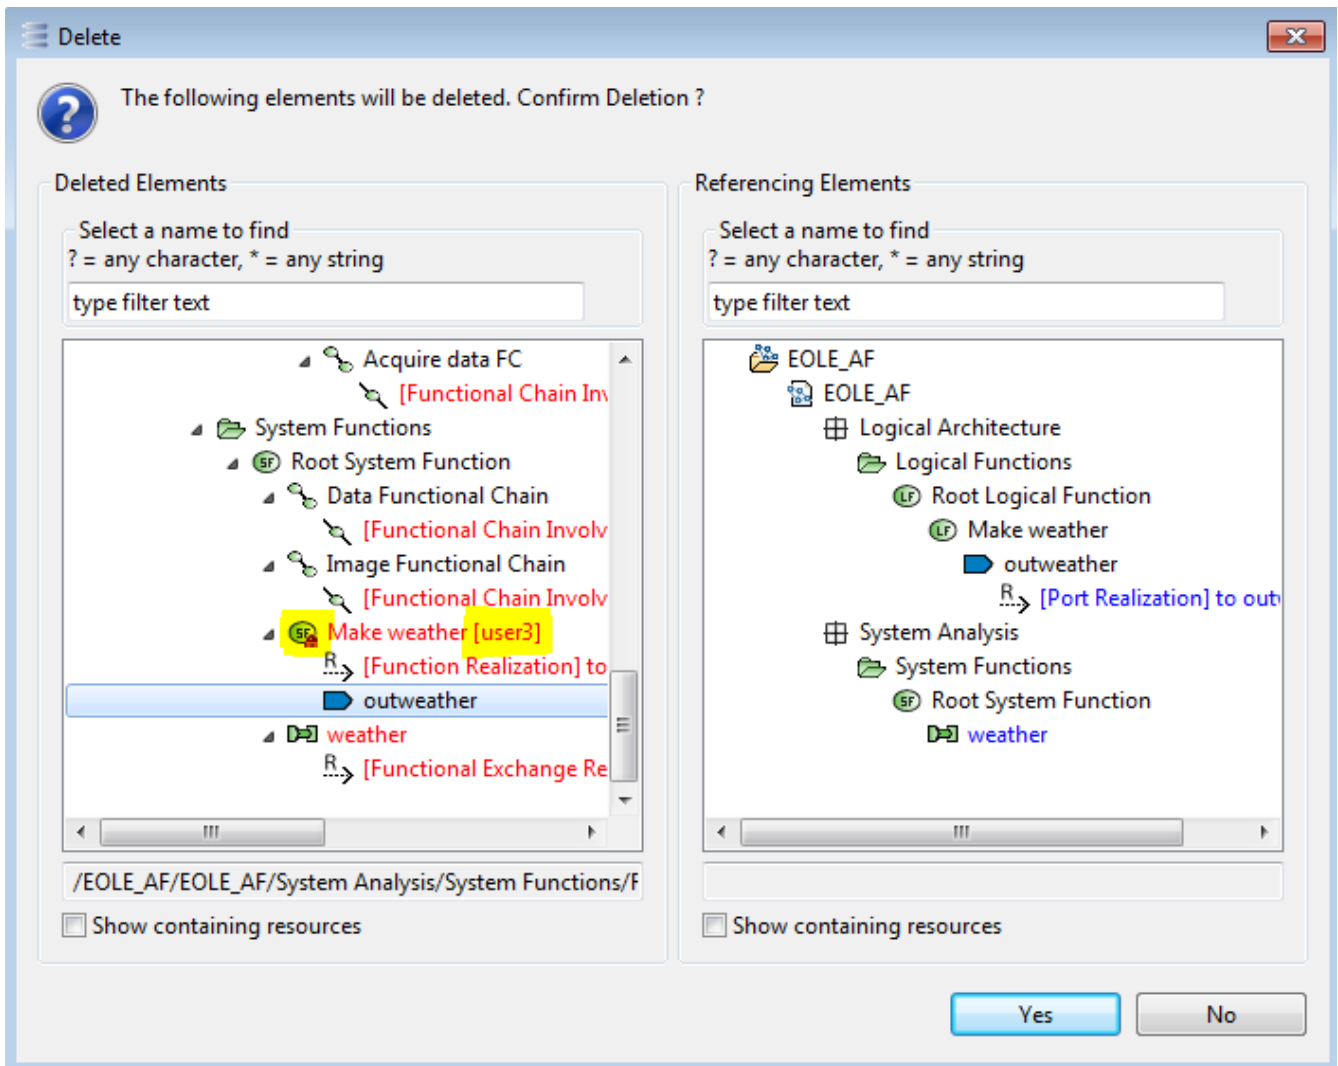 Delete
The following elements will be deleted. Confirm Deletion ?
Deleted Elements
Select a name to find
? = any character, * = any string
type filter text
Acquire data FC
[Functional Chain Inv
System Functions
SF Root System Function
Data Functional Chain
[Functional Chain Involv
Image Functional Chain
[Functional Chain Involv
SF Make weather [user3]
R [Function Realization] to
outweather
weather
R [Functional Exchange Re
/EOLE_AF/EOLE_AF/System Analysis/System Functions/F
Show containing resources
Referencing Elements
Select a name to find
? = any character, * = any string
type filter text
EOLE_AF
EOLE_AF
Logical Architecture
Logical Functions
LF Root Logical Function
LF Make weather
outweather
R [Port Realization] to out
System Analysis
System Functions
SF Root System Function
weather
Show containing resources
Yes
No